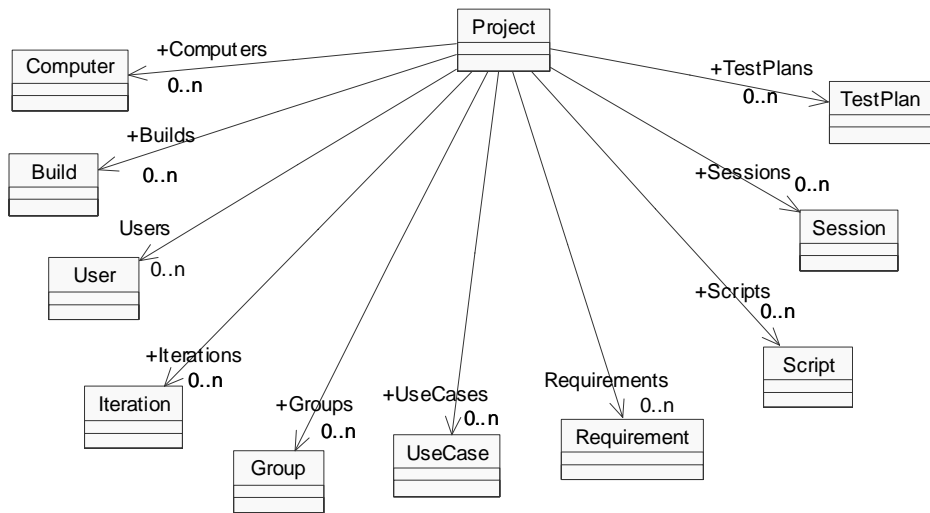 Project
+Computers
Computer
0..n
+TestPlans
0..n
TestPlan
+Builds
Build
0..n
+Sessions
0..n
Session
Users
0..n
User
+Scripts
0..n
Script
+Iterations
0..n
Iteration
+Groups
0..n
Group
+UseCases
0..n
UseCase
Requirements
0..n
Requirement